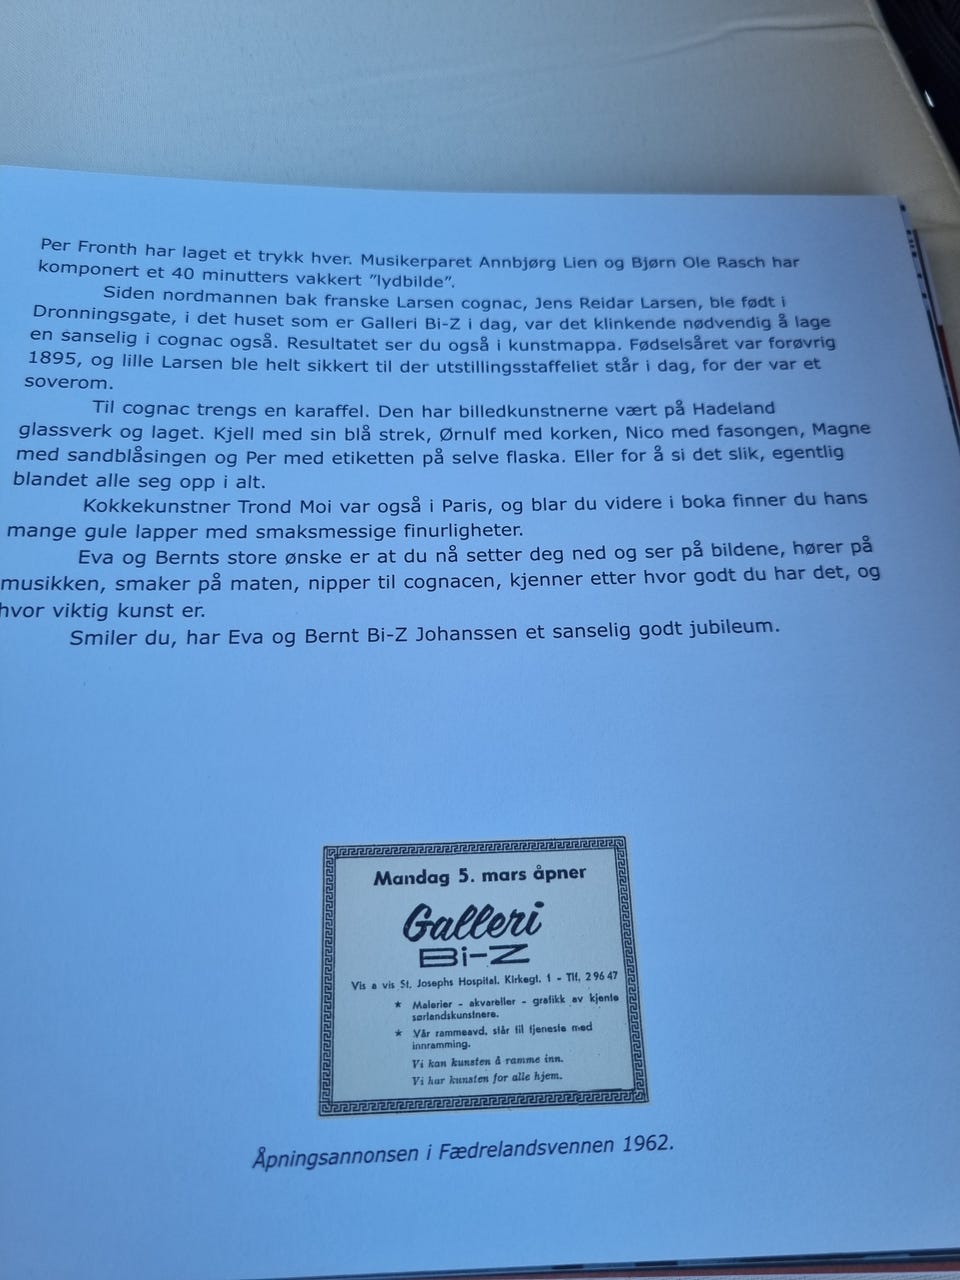 Per Fronth har laget et trykk hver. Musikerparet Annbjørg Lien og Bjørn Ole Rasch har
komponert et 40 minutters vakkert ”lydbilde”.
Siden nordmannen bak franske Larsen cognac, Jens Reidar Larsen, ble født i
Dronningsgate, i det huset som er Galleri Bi-Z i dag, var det klinkende nødvendig å lage
en sanselig i cognac også. Resultatet ser du også i kunstmappa. Fødselsåret var forøvrig
1895, og lille Larsen ble helt sikkert til der utstillingsstaffeliet står i dag, for der var et
soverom.
Til cognac trengs en karaffel. Den har billedkunstnerne vært på Hadeland
glassverk og laget. Kjell med sin blå strek, Ørnulf med korken, Nico med fasongen, Magne
med sandblåsingen og Per med etiketten på selve flaska. Eller for å si det slik, egentlig
blandet alle seg opp i alt.
Kokkekunstner Trond Moi var også i Paris, og blar du videre i boka finner du hans
mange gule lapper med smaksmessige finurligheter.
Eva og Bernts store ønske er at du nå setter deg ned og ser på bildene, hører på
musikken, smaker på maten, nipper til cognacen, kjenner etter hvor godt du har det, og
hvor viktig kunst er.
Smiler du, har Eva og Bernt Bi-Z Johanssen et sanselig godt jubileum.
Mandag 5. mars åpner
Galleri
Bi-Z
Vis a vis St. Josephs Hospital. Kirkegt. 1 - Tlf. 2 96 47
* Malerier - akvareller - grafikk av kjente
sørlandskunstnere.
* Vår rammeavd. står til tjeneste med
innramming.
Vi kan kunsten å ramme inn.
Vi har kunsten for alle hjem.
Åpningsannonsen i Fædrelandsvennen 1962.